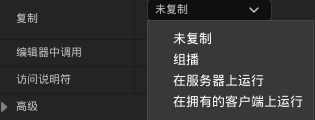 复制
未复制
未复制
组播
编辑器中调用
在服务器上运行
访问说明符
在拥有的客户端上运行
高级